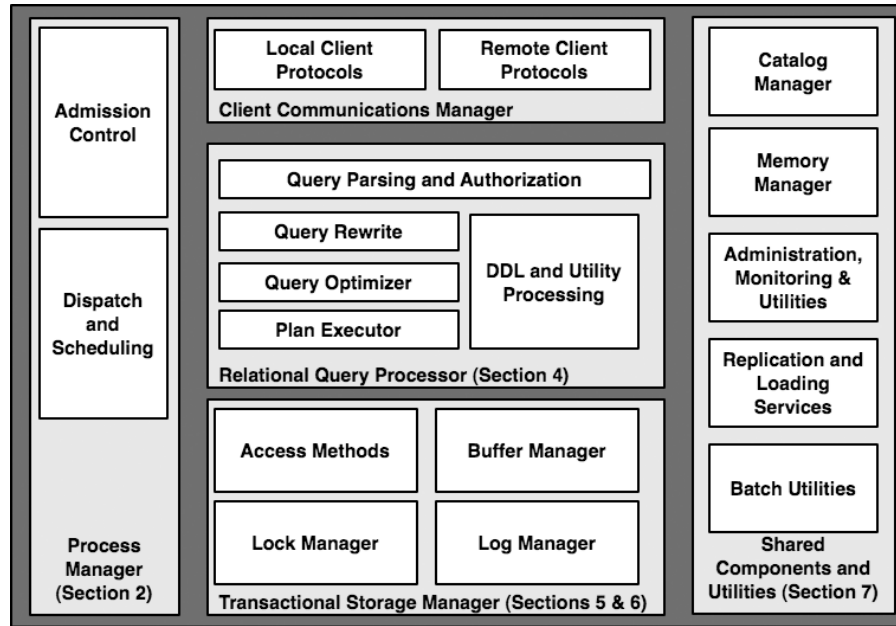 Admission
Control
Dispatch
and
Scheduling
Process
Manager
(Section 2)
Local Client
Protocols
Remote Client
Protocols
Client Communications Manager
Query Parsing and Authorization
Query Rewrite
Query Optimizer
Plan Executor
DDL and Utility
Processing
Relational Query Processor (Section 4)
Access Methods
Buffer Manager
Lock Manager
Log Manager
Transactional Storage Manager (Sections 5 & 6)
Catalog
Manager
Memory
Manager
Administration,
Monitoring &
Utilities
Replication and
Loading
Services
Batch Utilities
Shared
Components and
Utilities (Section 7)